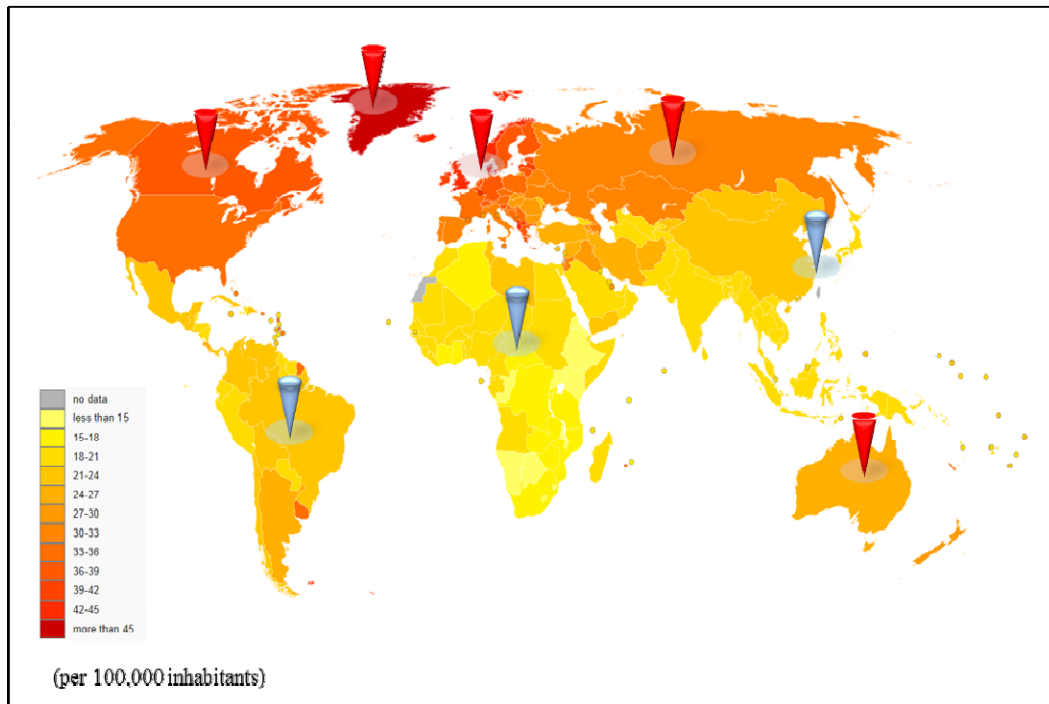 no data
less than 15
15-18
18-21
21-24
24-27
27-30
30-33
33-36
36-39
39-42
42-45
more than 45
(per 100,000 inhabitants)